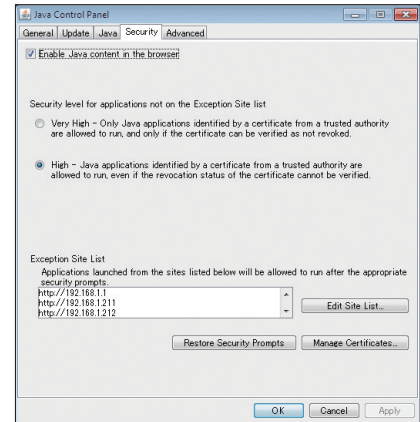 Java Control Panel
General Update Java Security Advanced
Enable Java content in the browser
Security level for applications not on the Exception Site list
Very High - Only Java applications identified by a certificate from a trusted authority
are allowed to run, and only if the certificate can be verified as not revoked.
High - Java applications identified by a certificate from a trusted authority are
allowed to run, even if the revocation status of the certificate cannot be verified.
Exception Site List
Applications launched from the sites listed below will be allowed to run after the appropriate
security prompts.
http://192.168.1.1
http://192.168.1.211
http://192.168.1.212
Edit Site List...
Restore Security Prompts Manage Certificates...
OK Cancel Apply